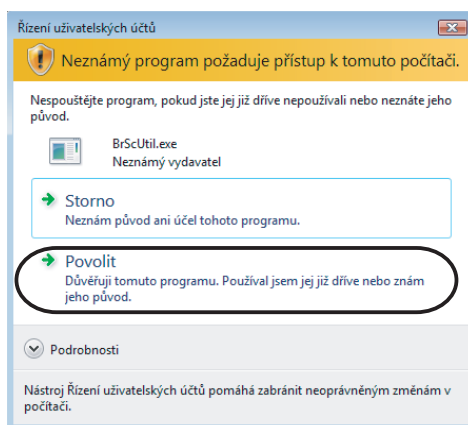 Řízení uživatelských účtů
Neznámý program požaduje přístup k tomuto počítači.
Nespouštějte program, pokud jste jej již dříve nepoužívali nebo neznáte jeho
původ.
BrScUtil.exe
Neznámý vydavatel
Storno
Neznám původ ani účel tohoto programu.
Povolit
Důvěřuji tomuto programu. Používal jsem jej již dříve nebo znám
jeho původ.
Podrobnosti
Nástroj Řízení uživatelských účtů pomáhá zabránit neoprávněným změnám v
počítači.